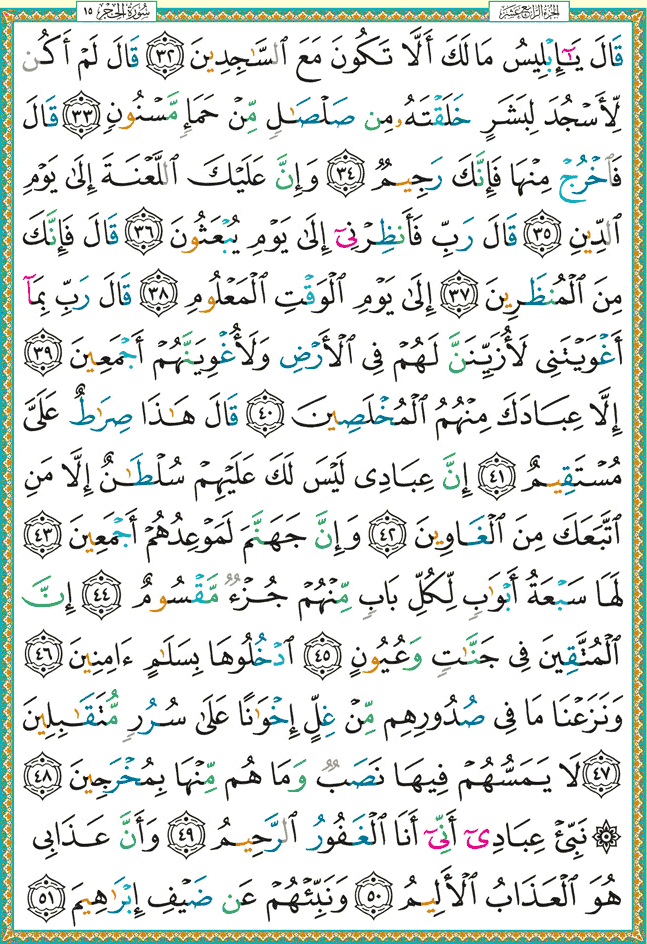 سُورَةُ الحِجْرِ ١٥ الجزء الرابع عشر
قَالَ يَـٰٓإِبۡلِيسُ مَا لَكَ أَلَّا تَكُونَ مَعَ ٱلسَّـٰجِدِينَ ٣٢ قَالَ لَمۡ أَكُن
لِّأَسۡجُدَ لِبَشَرٍ خَلَقۡتَهُۥ مِن صَلۡصَـٰلٖ مِّنۡ حَمَإٖ مَّسۡنُونٖ ٣٣ قَالَ
فَٱخۡرُجۡ مِنۡهَا فَإِنَّكَ رَجِيمٞ ٣٤ وَإِنَّ عَلَيۡكَ ٱللَّعۡنَةَ إِلَىٰ يَوۡمِ
ٱلدِّينِ ٣٥ قَالَ رَبِّ فَأَنظِرۡنِيٓ إِلَىٰ يَوۡمِ يُبۡعَثُونَ ٣٦ قَالَ فَإِنَّكَ
مِنَ ٱلۡمُنظَرِينَ ٣٧ إِلَىٰ يَوۡمِ ٱلۡوَقۡتِ ٱلۡمَعۡلُومِ ٣٨ قَالَ رَبِّ بِمَآ
أَغۡوَيۡتَنِي لَأُزَيِّنَنَّ لَهُمۡ فِي ٱلۡأَرۡضِ وَلَأُغۡوِيَنَّهُمۡ أَجۡمَعِينَ ٣٩
إِلَّا عِبَادَكَ مِنۡهُمُ ٱلۡمُخۡلَصِينَ ٤٠ قَالَ هَـٰذَا صِرَٰطٌ عَلَيَّ
مُسۡتَقِيمٌ ٤١ إِنَّ عِبَادِي لَيۡسَ لَكَ عَلَيۡهِمۡ سُلۡطَـٰنٌ إِلَّا مَنِ
ٱتَّبَعَكَ مِنَ ٱلۡغَاوِينَ ٤٢ وَإِنَّ جَهَنَّمَ لَمَوۡعِدُهُمۡ أَجۡمَعِينَ ٤٣
لَهَا سَبۡعَةُ أَبۡوَٰبٖ لِّكُلِّ بَابٖ مِّنۡهُمۡ جُزۡءٞ مَّقۡسُومٌ ٤٤ إِنَّ
ٱلۡمُتَّقِينَ فِي جَنَّـٰتٖ وَعُيُونٍ ٤٥ ٱدۡخُلُوهَا بِسَلَـٰمٍ ءَامِنِينَ ٤٦
وَنَزَعۡنَا مَا فِي صُدُورِهِم مِّنۡ غِلٍّ إِخۡوَٰنًا عَلَىٰ سُرُرٖ مُّتَقَـٰبِلِينَ
٤٧ لَا يَمَسُّهُمۡ فِيهَا نَصَبٞ وَمَا هُم مِّنۡهَا بِمُخۡرَجِينَ ٤٨
۞ نَبِّئۡ عِبَادِيٓ أَنِّيٓ أَنَا ٱلۡغَفُورُ ٱلرَّحِيمُ ٤٩ وَأَنَّ عَذَابِي
هُوَ ٱلۡعَذَابُ ٱلۡأَلِيمُ ٥٠ وَنَبِّئۡهُمۡ عَن ضَيۡفِ إِبۡرَٰهِيمَ ٥١